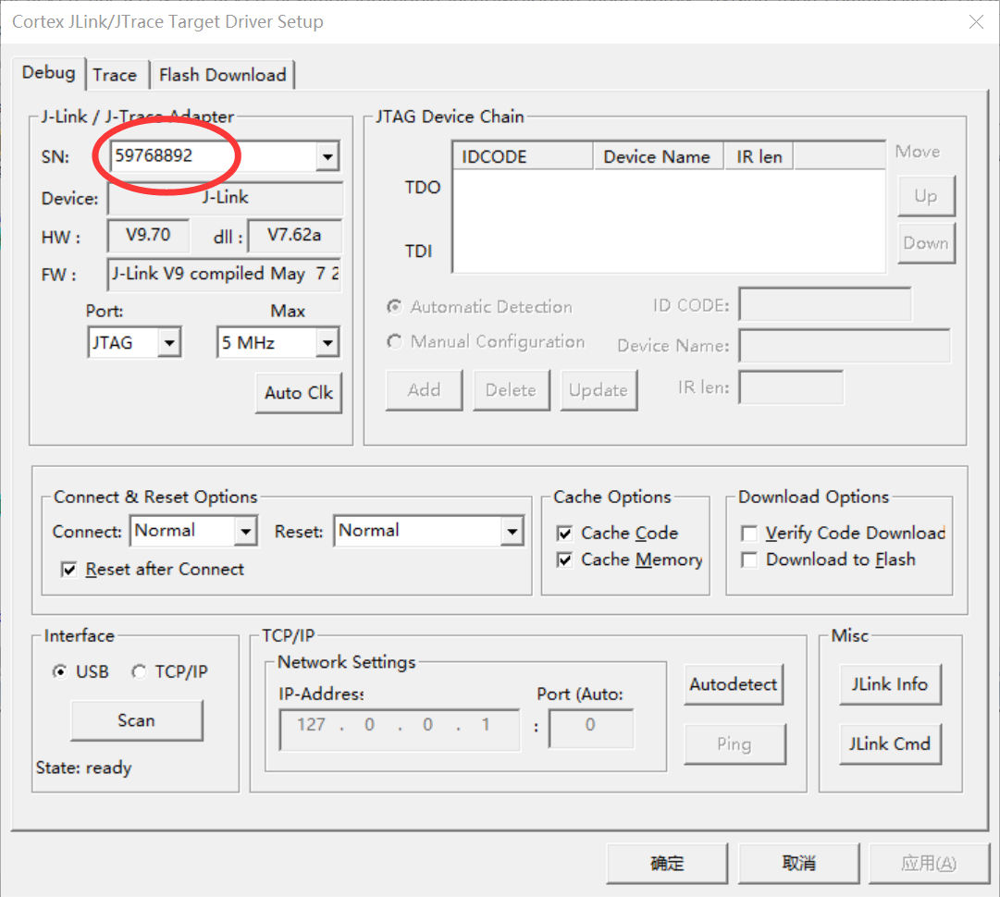 Cortex JLink/JTrace Target Driver Setup
Debug Trace Flash Download
J-Link / J-Trace Adapter
SN: 59768892
Device: J-Link
HW : V9.70 dll : V7.62a
FW : J-Link V9 compiled May 7 2
Port: Max
JTAG 5 MHz
Auto Clk
JTAG Device Chain
IDCODE Device Name IR len
TDO
TDI
Move
Up
Down
Automatic Detection
Manual Configuration
ID CODE:
Device Name:
Add Delete Update
IR len:
Connect & Reset Options
Connect: Normal Reset: Normal
Reset after Connect
Cache Options
Cache Code
Cache Memory
Download Options
Verify Code Download
Download to Flash
Interface
USB TCP/IP
Scan
State: ready
TCP/IP
Network Settings
IP-Address Port (Auto:
127 . 0 . 0 . 1 : 0
Autodetect
Ping
Misc
JLink Info
JLink Cmd
确定 取消 应用(A)